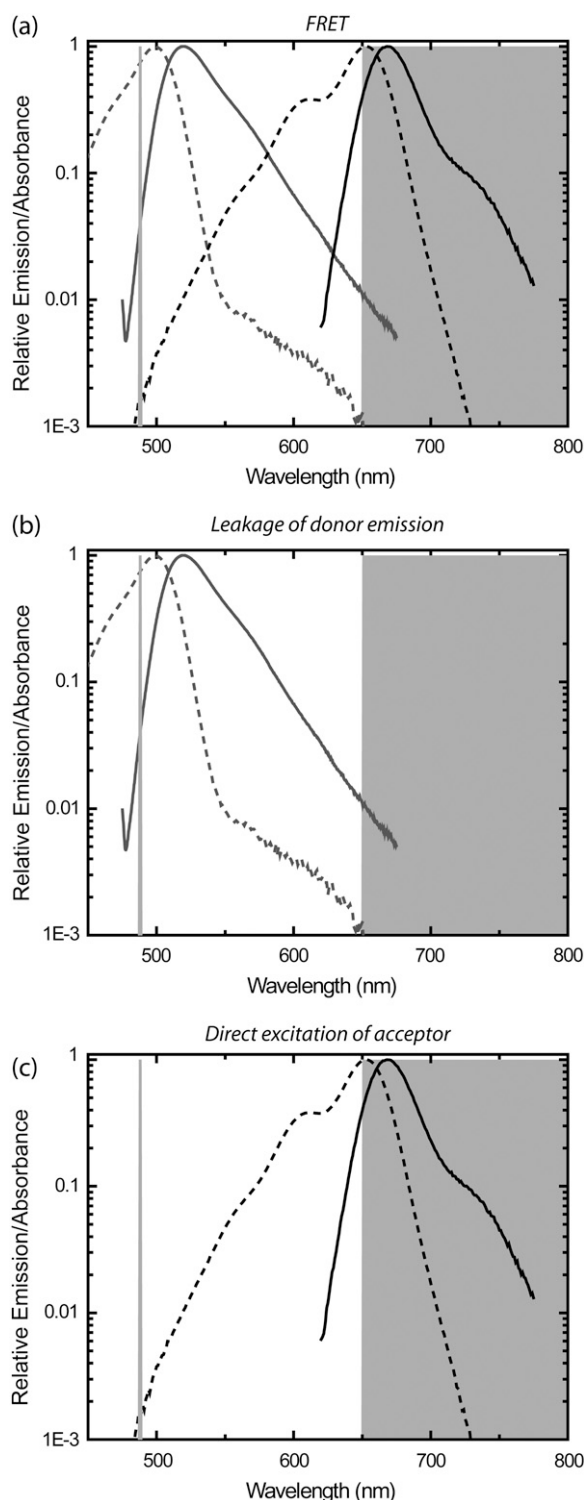 (a)
FRET
1
0.1
0.01
1E-3
Relative Emission/Absorbance
500
600
700
800
Wavelength (nm)
(b)
Leakage of donor emission
1
0.1
0.01
1E-3
Relative Emission/Absorbance
500
600
700
800
Wavelength (nm)
(c)
Direct excitation of acceptor
1
0.1
0.01
1E-3
Relative Emission/Absorbance
500
600
700
800
Wavelength (nm)